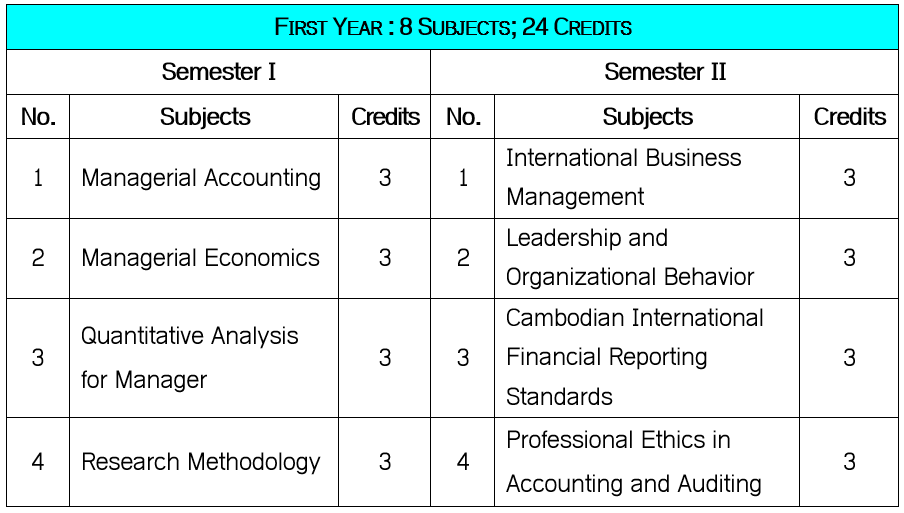 FIRST YEAR : 8 SUBJECTS; 24 CREDITS
Semester I Semester II
No. Subjects Credits No. Subjects Credits
1 Managerial Accounting 3 1 International Business
Management 3
2 Managerial Economics 3 2 Leadership and
Organizational Behavior 3
3 Quantitative Analysis
for Manager 3 3 Cambodian International
Financial Reporting
Standards 3
4 Research Methodology 3 4 Professional Ethics in
Accounting and Auditing 3